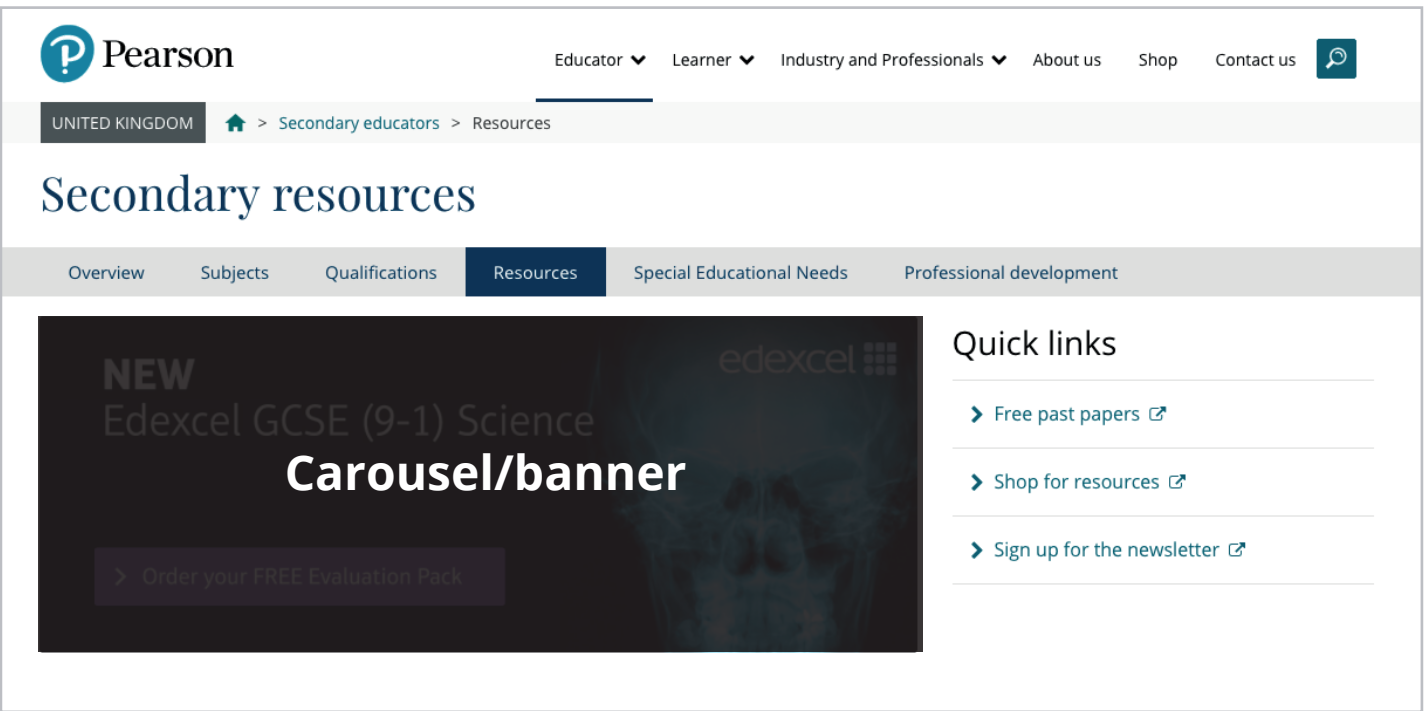 Pearson
Educator Learner Industry and Professionals About us Shop Contact us
UNITED KINGDOM > Secondary educators > Resources
Secondary resources
Overview Subjects Qualifications Resources Special Educational Needs Professional development
edexcel
NEW
Edexcel GCSE (9-1) Science
Carousel/banner
Order your FREE Evaluation Pack
Quick links
Free past papers
Shop for resources
Sign up for the newsletter